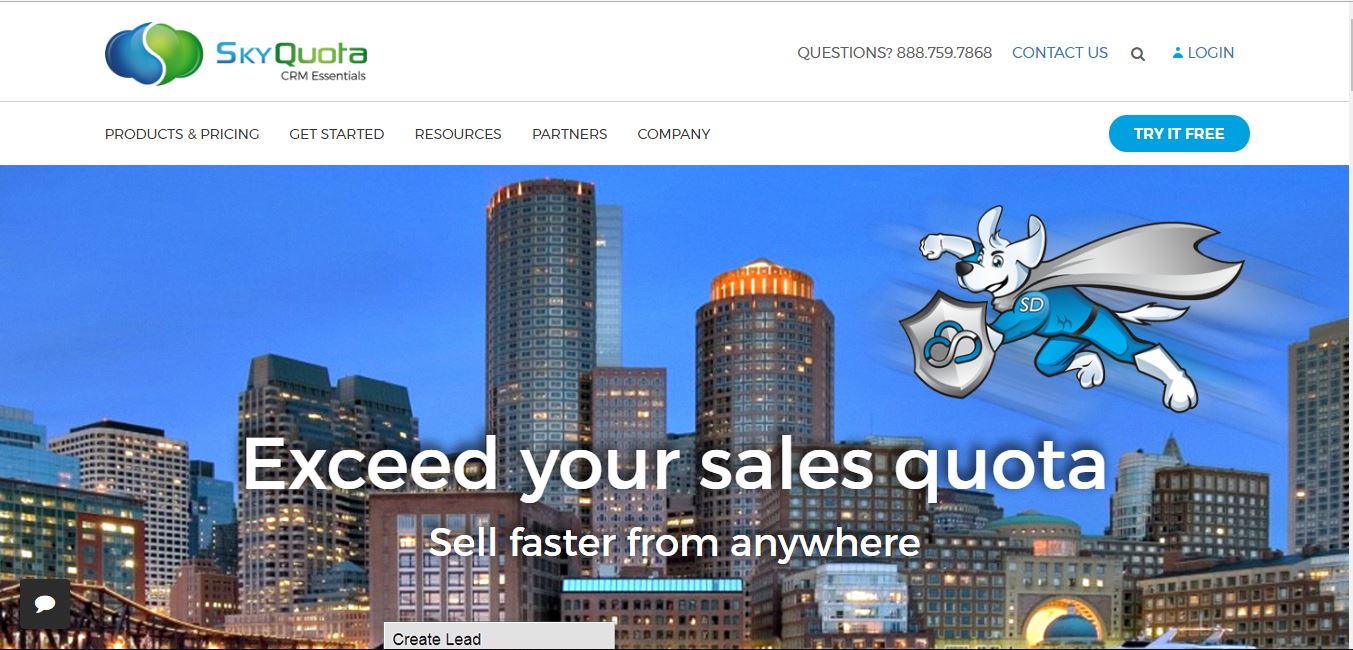 SkyQuota
CRM Essentials
QUESTIONS? 888.759.7868 CONTACT US LOGIN
PRODUCTS & PRICING GET STARTED RESOURCES PARTNERS COMPANY TRY IT FREE
SD
Exceed your sales quota
Sell faster from anywhere
Create Lead